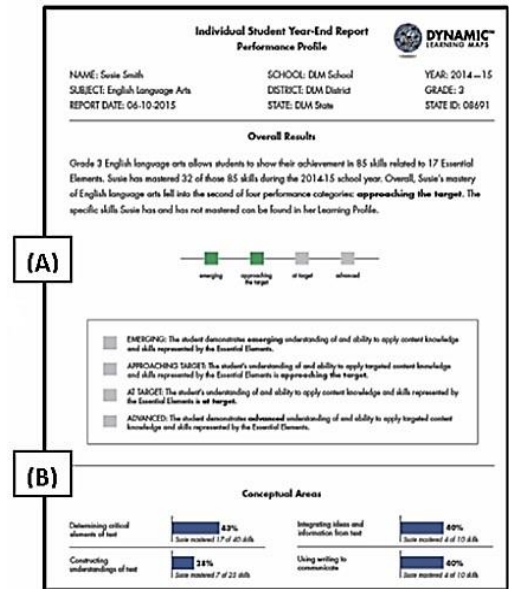 Individual Student Year-End Report
Performance Profile
DYNAMIC™
LEARNING MAPS
NAME: Susie Smith
SCHOOL: DLM School
YEAR: 2014—15
SUBJECT: English Language Arts
DISTRICT: DLM District
GRADE: 3
REPORT DATE: 06-10-2015
STATE: DLM State
STATE ID: 08691
Overall Results
Grade 3 English language arts allows students to show their achievement in 85 skills related to 17 Essential
Elements. Susie has mastered 32 of those 85 skills during the 2014-15 school year. Overall, Susie's mastery
of English language arts fell into the second of four performance categories: approaching the target. The
specific skills Susie has and has not mastered can be found in her Learning Profile.
(A)
emerging
approaching
the target
at target
advanced
EMERGING: The student demonstrates emerging understanding of and ability to apply content knowledge
and skills represented by the Essential Elements.
APPROACHING TARGET: The student's understanding of and ability to apply targeted content knowledge
and skills represented by the Essential Elements is approaching the target.
AT TARGET: The student's understanding of and ability to apply content knowledge and skills represented by
the Essential Elements is at target.
ADVANCED: The student demonstrates advanced understanding of and ability to apply targeted content
knowledge and skills represented by the Essential Elements.
(B)
Conceptual Areas
Determining critical
elements of text
43%
Susie mastered 17 of 40 skills
Integrating ideas and
information from text
40%
Susie mastered 4 of 10 skills
Constructing
understandings of text
28%
Susie mastered 7 of 25 skills
Using writing to
communicate
40%
Susie mastered 4 of 10 skills